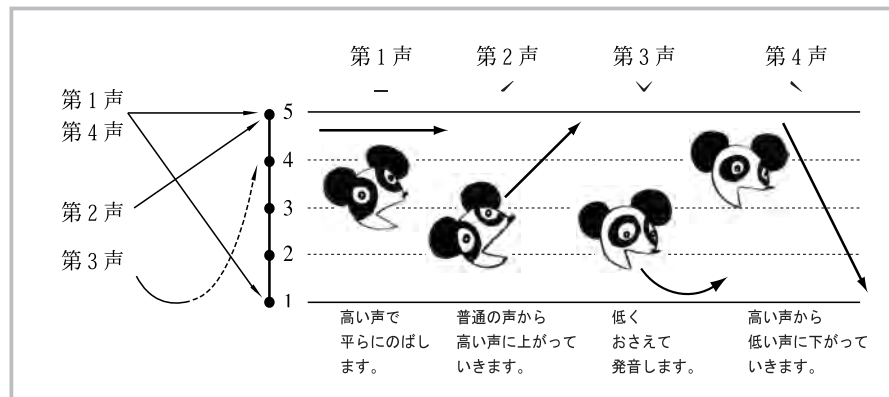 第1声 第2声 第3声 第4声
ー ˊ ˇ ˋ
第1声
第4声
第2声
第3声
5
4
3
2
1
高い声で
平らにのばし
ます。
普通の声から
高い声に上がって
いきます。
低く
おさえて
発音します。
高い声から
低い声に下がって
いきます。